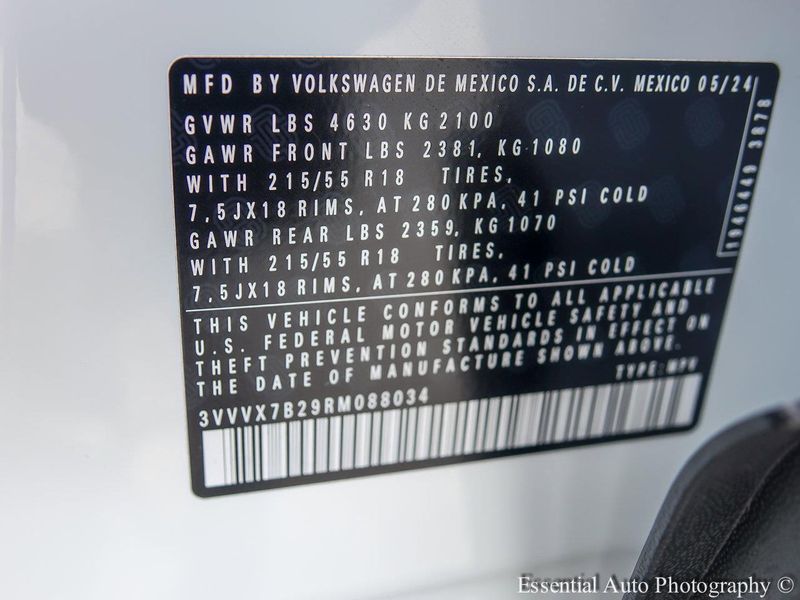 MFD BY VOLKSWAGEN DE MEXICO S.A. DE C.V. MEXICO 05/24
GVWR LBS 4630 KG 2100
GAWR FRONT LBS 2381, KG 1080
WITH 215/55 R18 TIRES,
7,5JX18 RIMS, AT 280 KPA, 41 PSI COLD
GAWR REAR LBS 2359, KG 1070
WITH 215/55 R18 TIRES,
7,5JX18 RIMS, AT 280 KPA, 41 PSI COLD
THIS VEHICLE CONFORMS TO ALL APPLICABLE
U.S. FEDERAL MOTOR VEHICLE SAFETY AND
THEFT PREVENTION STANDARDS IN EFFECT ON
THE DATE OF MANUFACTURE SHOWN ABOVE.
TYPE: MPV
3VVVX7B29RM088034
3878
Essential Auto Photography ©